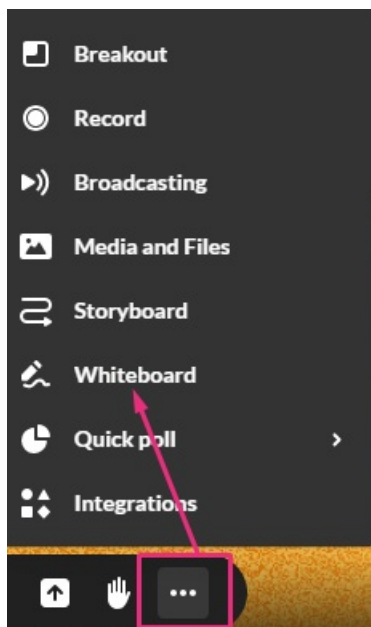 Breakout
Record
Broadcasting
Media and Files
Storyboard
Whiteboard
Quick poll
Integrations